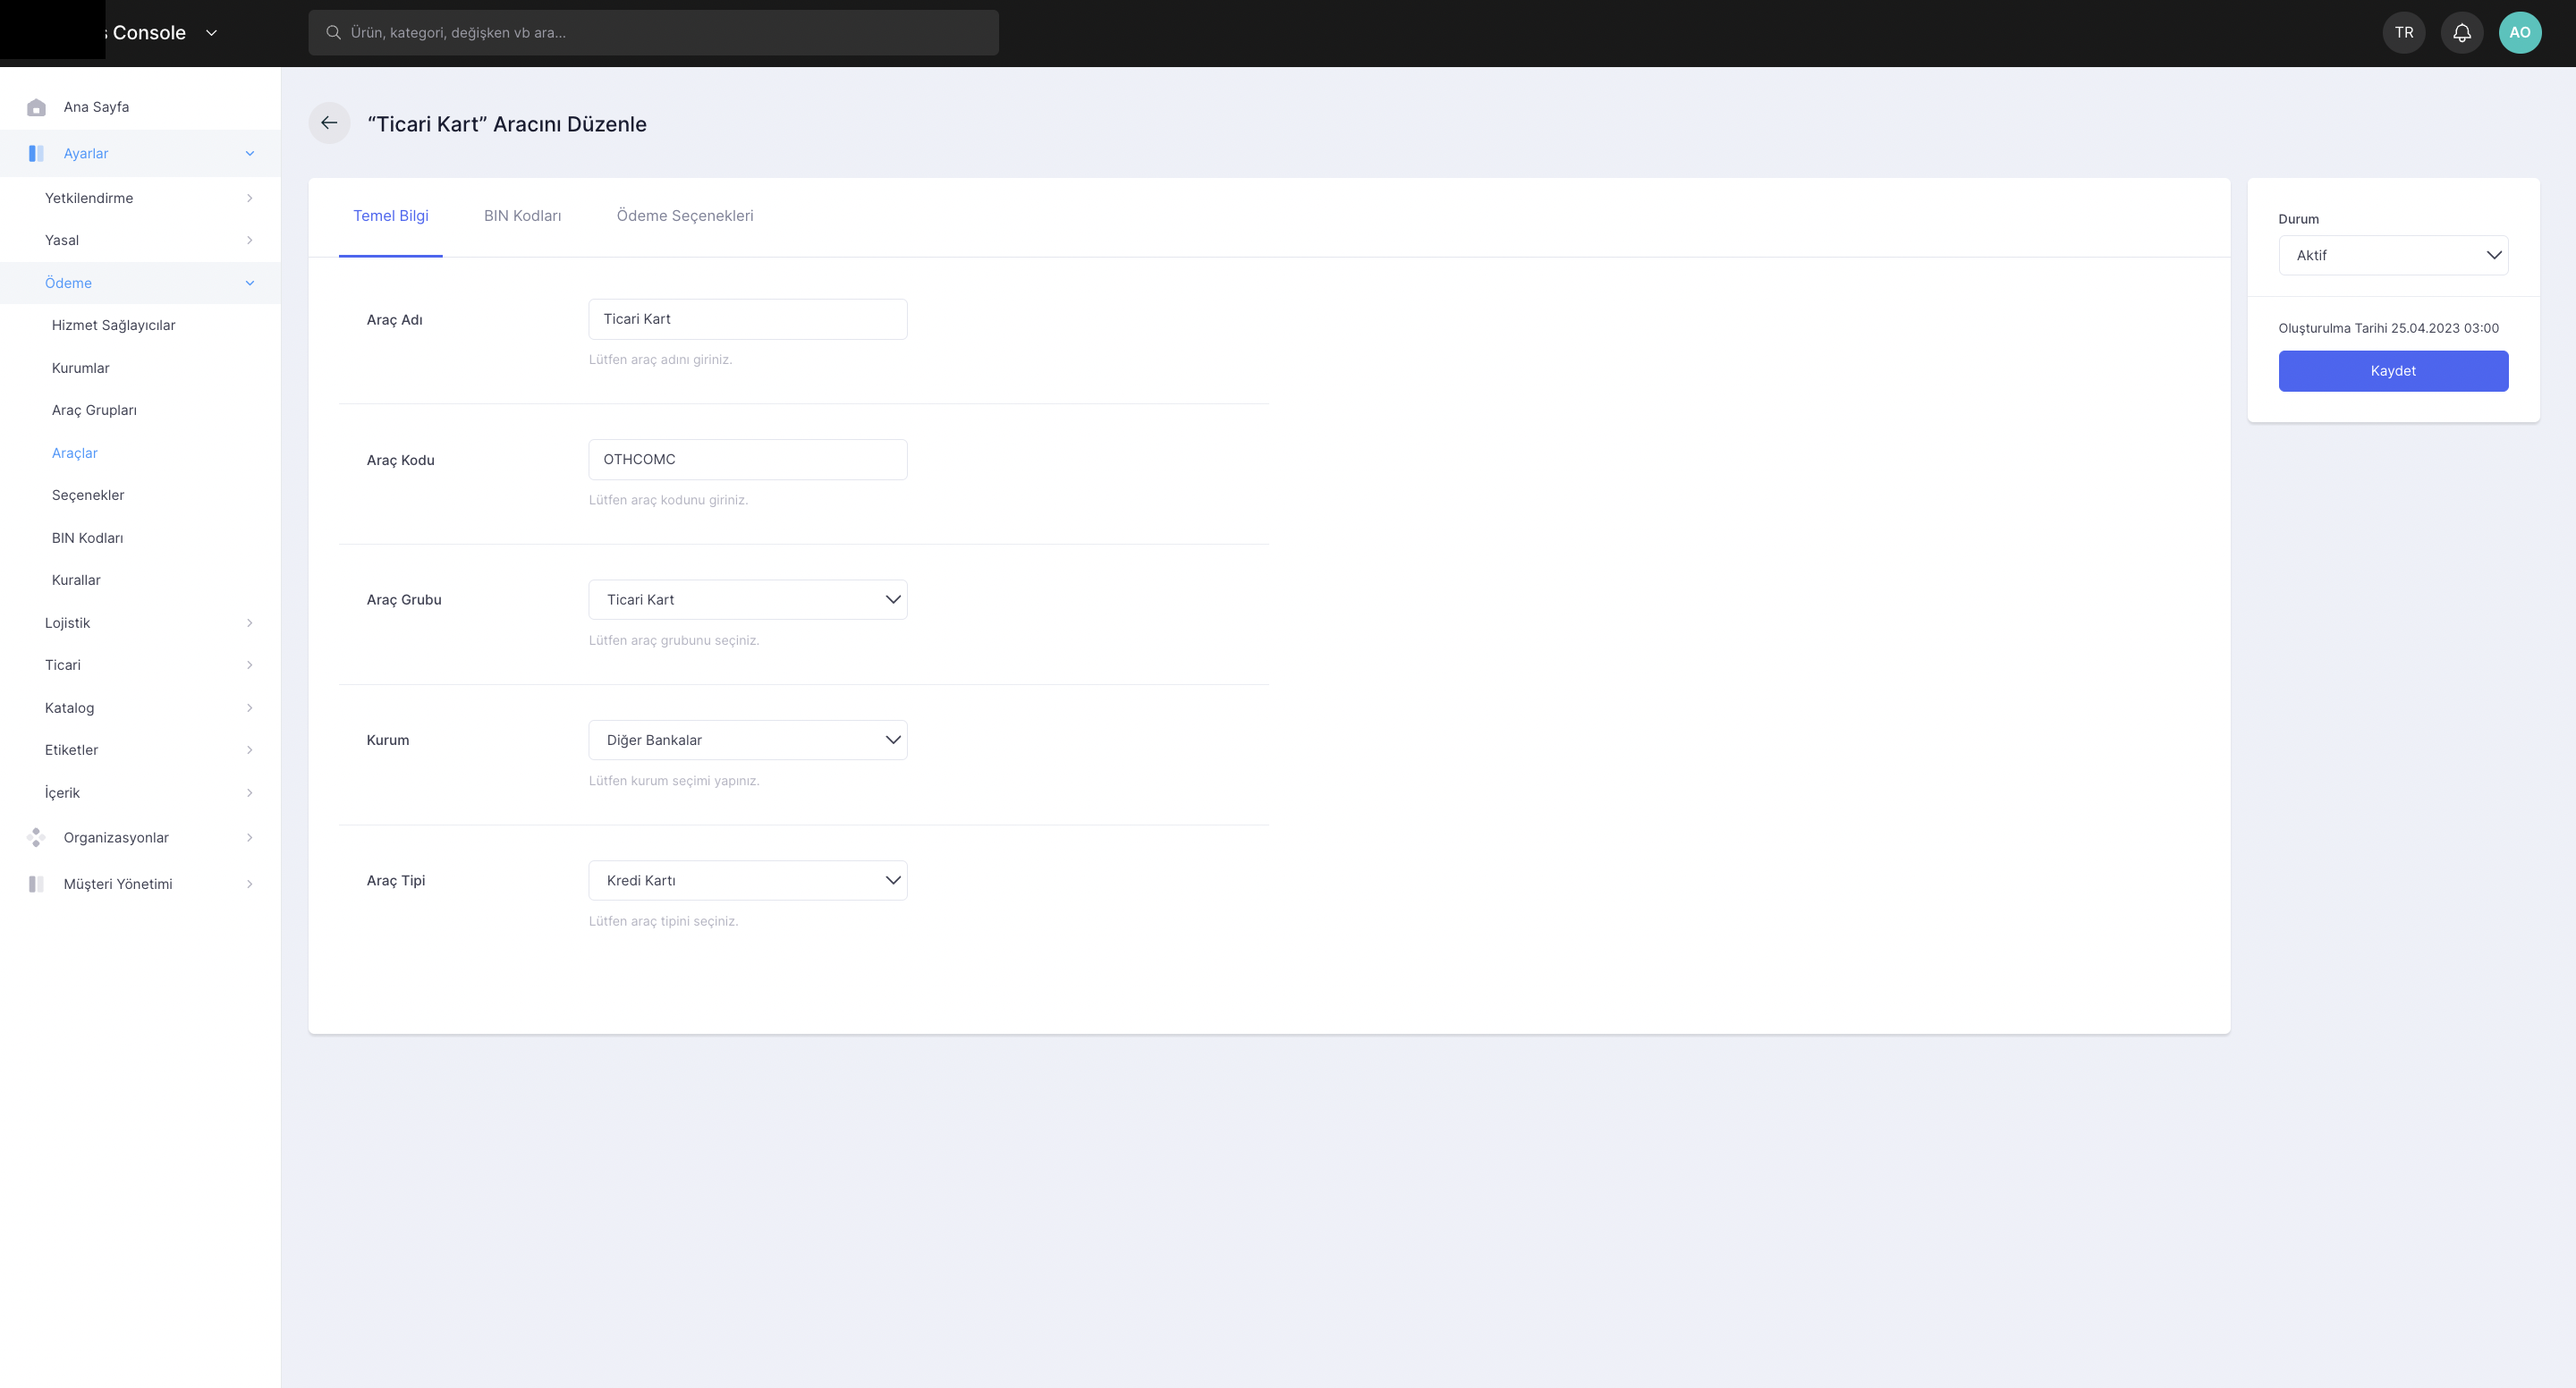 Console
Ürün, kategori, değişken vb ara...
TR
AO
Ana Sayfa
Ayarlar
Yetkilendirme
Yasal
Ödeme
Hizmet Sağlayıcılar
Kurumlar
Araç Grupları
Araçlar
Seçenekler
BIN Kodları
Kurallar
Lojistik
Ticari
Katalog
Etiketler
İçerik
Organizasyonlar
Müşteri Yönetimi
“Ticari Kart” Aracını Düzenle
Temel Bilgi
BIN Kodları
Ödeme Seçenekleri
Araç Adı
Ticari Kart
Lütfen araç adını giriniz.
Araç Kodu
OTHCOMC
Lütfen araç kodunu giriniz.
Araç Grubu
Ticari Kart
Lütfen araç grubunu seçiniz.
Kurum
Diğer Bankalar
Lütfen kurum seçimi yapınız.
Araç Tipi
Kredi Kartı
Lütfen araç tipini seçiniz.
Durum
Aktif
Oluşturulma Tarihi 25.04.2023 03:00
Kaydet